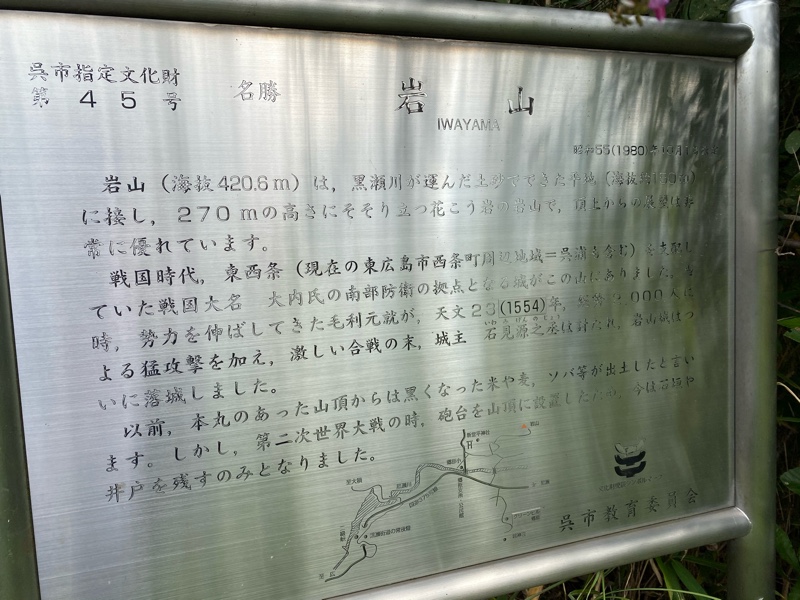 呉市指定文化財
第 45 号
名勝
岩山
IWAYAMA
昭和55(1980)年
岩山(海抜420.6m)は,黒瀬川が運んだ土砂でできた平地(海抜
に接し,270mの高さにそそり立つ花こう岩の岩山で,頂上からの展望は非
常に優れています。
戦国時代,東西条(現在の東広島市西条町周辺地域=呉湾も含む)を支配し
ていた戦国大名 大内氏の南部防衛の拠点となる城がこの山にありました。当
時,勢力を伸ばしてきた毛利元就が,天文23(1554)年,000人に
よる猛攻撃を加え,激しい合戦の末,城主 石見源之丞は討たれ,岩山城はつ
いに落城しました。
以前,本丸のあった山頂からは黒くなった米や麦,ソバ等が出土したと言い
ます。しかし,第二次世界大戦の時,砲台を山頂に設置したため,今は石垣や
井戸を残すのみとなりました。
岩山
呉市教育委員会